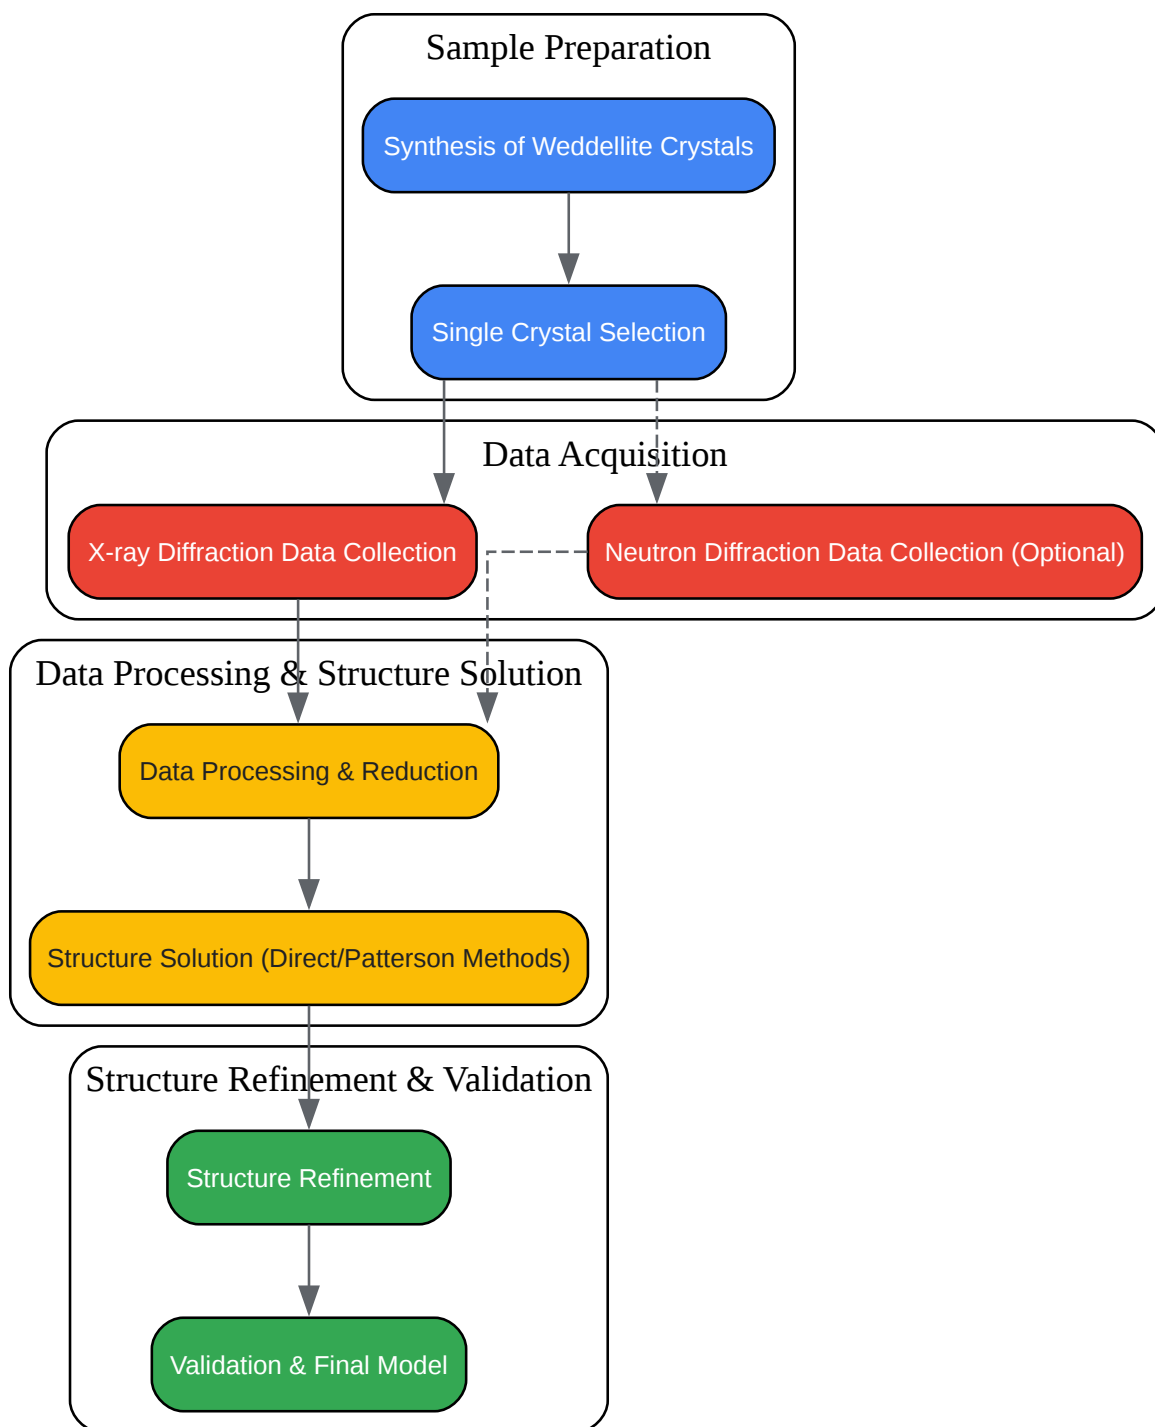 Sample Preparation
Synthesis of Weddellite Crystals
Single Crystal Selection
Data Acquisition
X-ray Diffraction Data Collection
Neutron Diffraction Data Collection (Optional)
Data Processing & Structure Solution
Data Processing & Reduction
Structure Solution (Direct/Patterson Methods)
Structure Refinement & Validation
Structure Refinement
Validation & Final Model